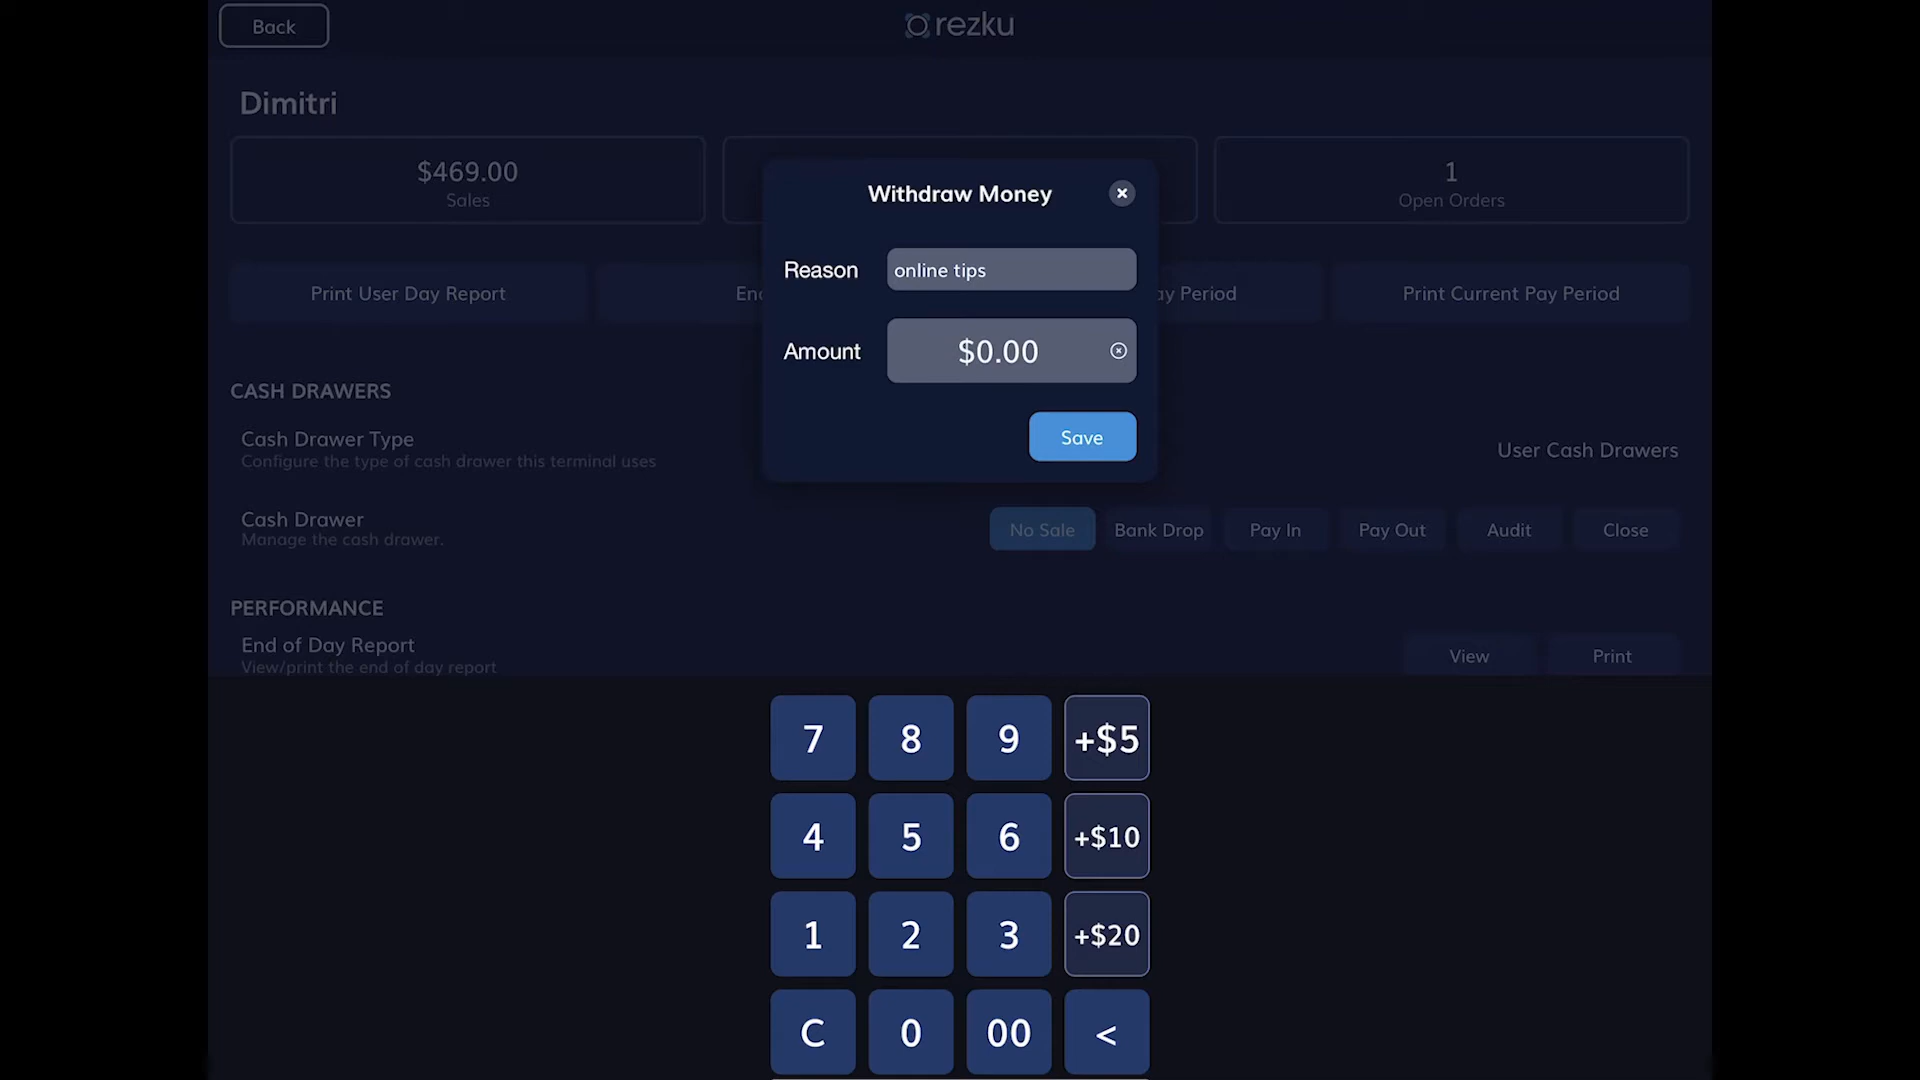 Back
rezku
Dimitri
$469.00
Sales
1
Open Orders
Withdraw Money
Reason
online tips
Amount
$0.00
Save
Print User Day Report
ay Period
Print Current Pay Period
CASH DRAWERS
Cash Drawer Type
Configure the type of cash drawer this terminal uses
User Cash Drawers
Cash Drawer
Manage the cash drawer.
No Sale
Bank Drop
Pay In
Pay Out
Audit
Close
PERFORMANCE
End of Day Report
View/print the end of day report
View
Print
7 8 9 +$5
4 5 6 +$10
1 2 3 +$20
C 0 00 <